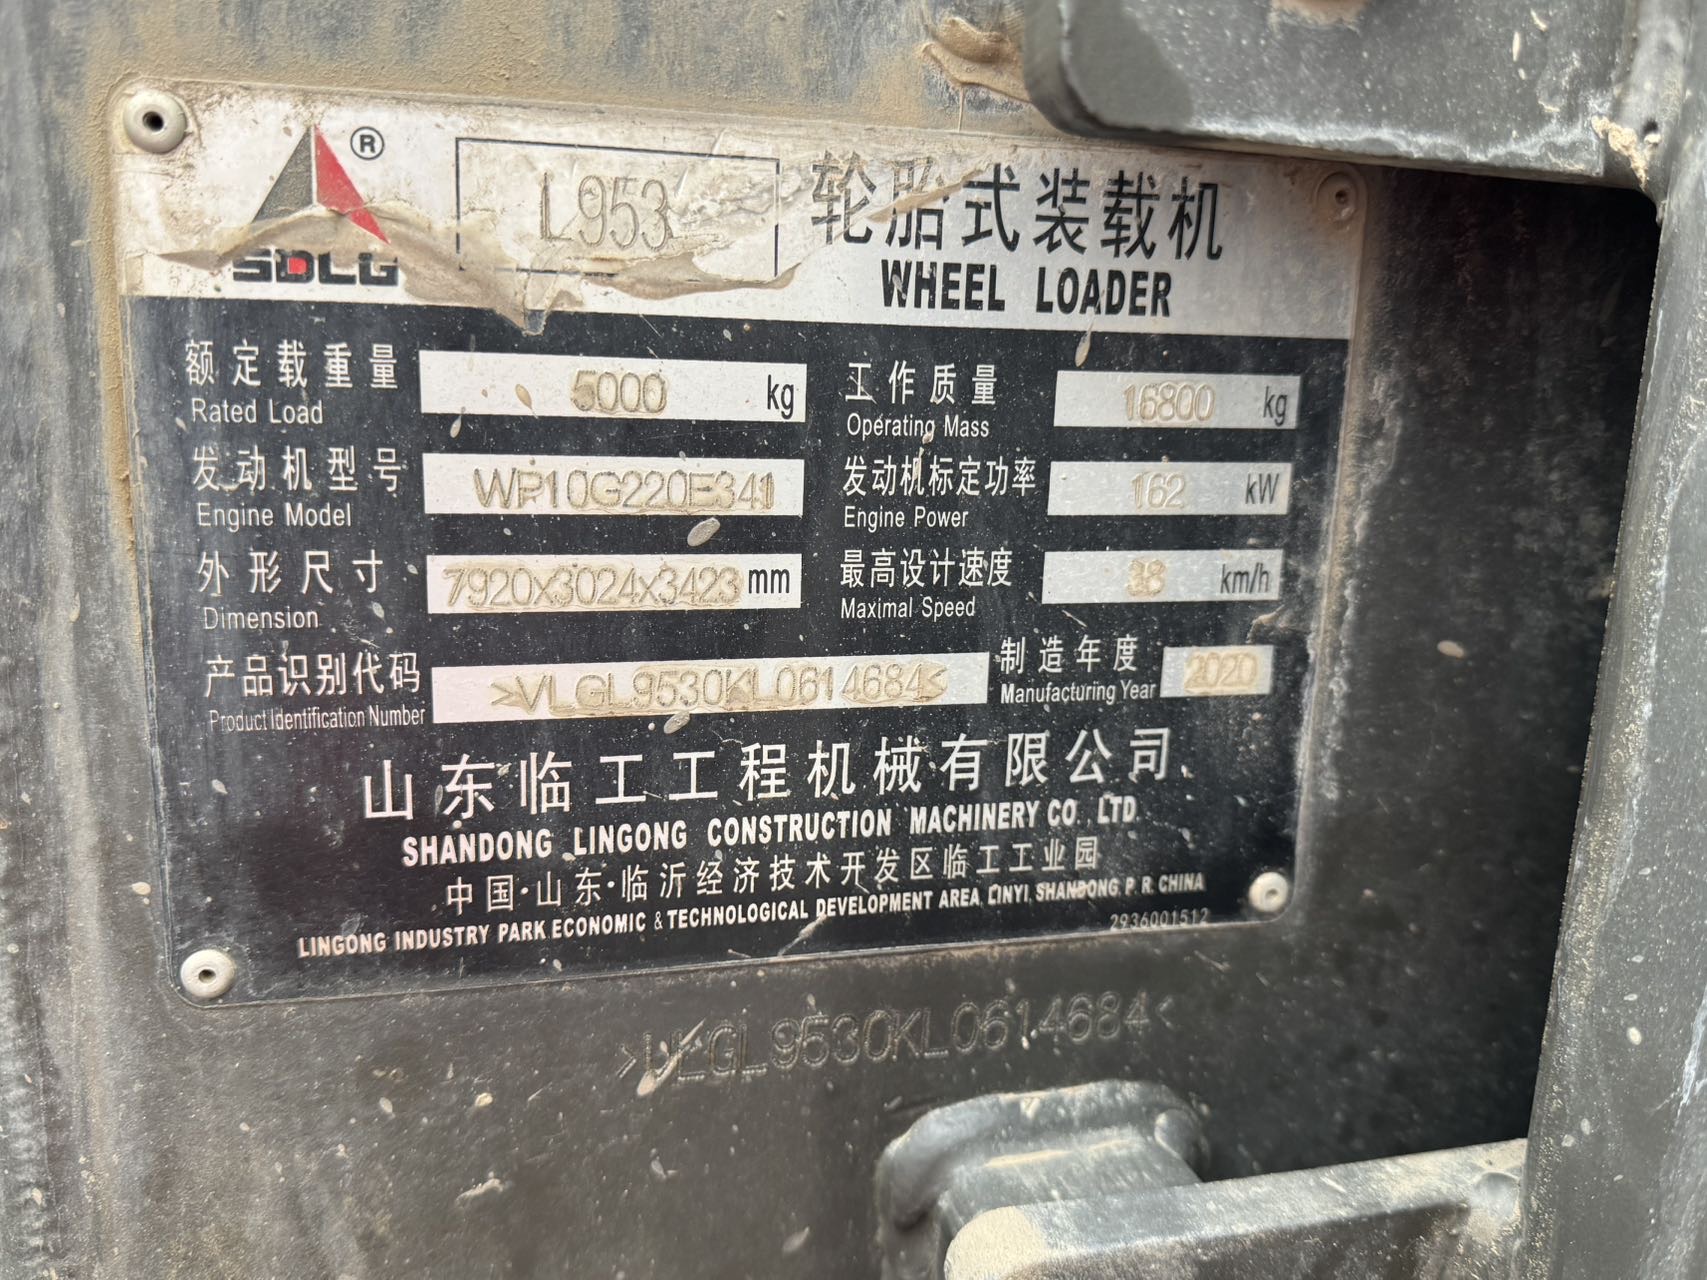 ® L953 轮胎式装载机
SDLG WHEEL LOADER
额定载重量 5000 kg 工作质量 16800 kg
Rated Load Operating Mass
发动机型号 WP10G220E341 发动机标定功率 162 kW
Engine Model Engine Power
外形尺寸 7920x3024x3423 mm 最高设计速度 38 km/h
Dimension Maximal Speed
产品识别代码 >VLGL9530KL0614684< 制造年度 2020
Product Identification Number Manufacturing Year
山东临工工程机械有限公司
SHANDONG LINGONG CONSTRUCTION MACHINERY CO., LTD.
中国·山东·临沂经济技术开发区临工工业园
LINGONG INDUSTRY PARK ECONOMIC & TECHNOLOGICAL DEVELOPMENT AREA, LINYI, SHANDONG, P. R. CHINA
2936001512
>VLGL9530KL0614684<